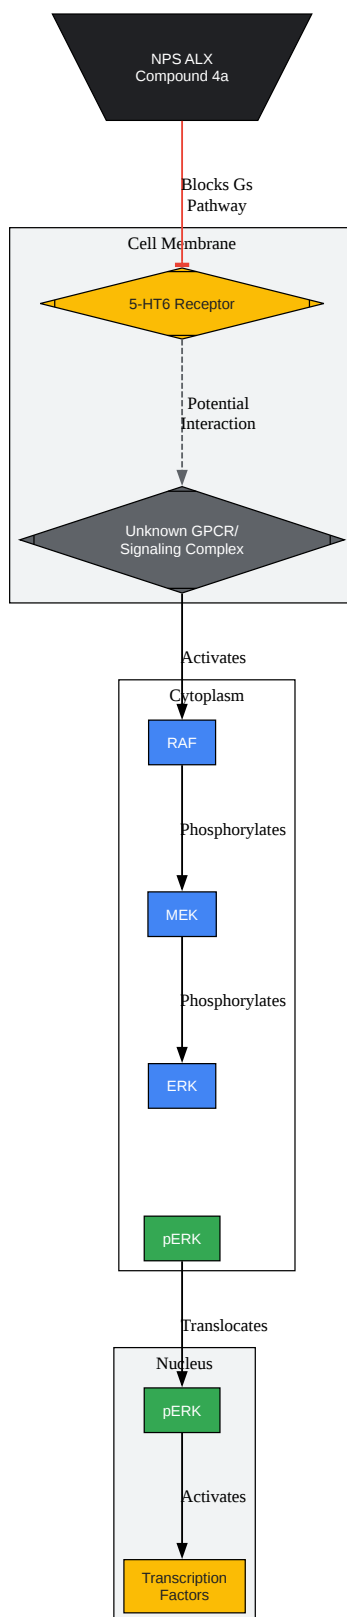 NPS ALX
Compound 4a
Blocks Gs
Pathway
Cell Membrane
5-HT6 Receptor
Potential
Interaction
Unknown GPCR/
Signaling Complex
Activates
Cytoplasm
RAF
Phosphorylates
MEK
Phosphorylates
ERK
pERK
Translocates
Nucleus
pERK
Activates
Transcription
Factors